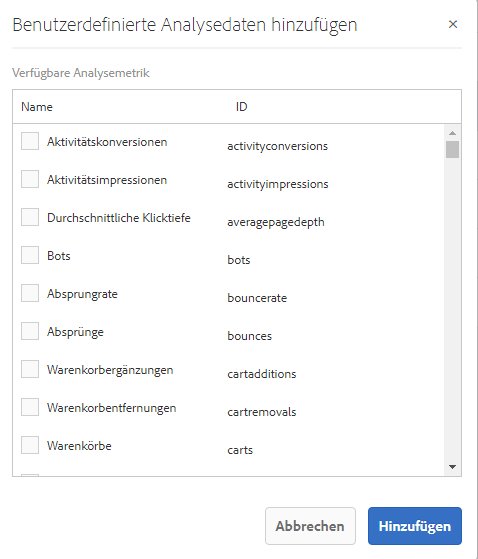 Benutzerdefinierte Analysedaten hinzufügen ×
Verfügbare Analysemetrik
Name ID
Aktivitätskonversionen activityconversions
Aktivitätsimpressionen activityimpressions
Durchschnittliche Klicktiefe averagepagedepth
Bots bots
Absprungrate bouncerate
Absprünge bounces
Warenkorbergänzungen cartadditions
Warenkorbentfernungen cartremovals
Warenkörbe carts
Abbrechen Hinzufügen